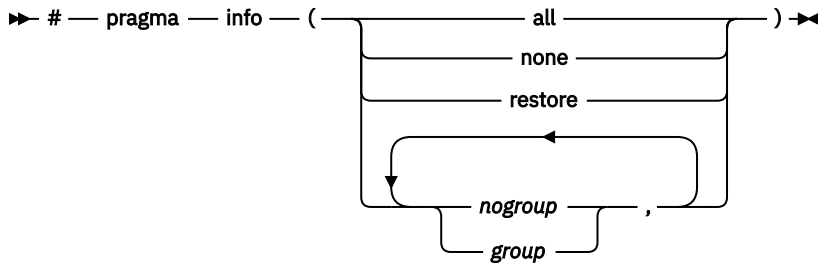 # pragma info ( all )
none
restore
nogroup ,
group